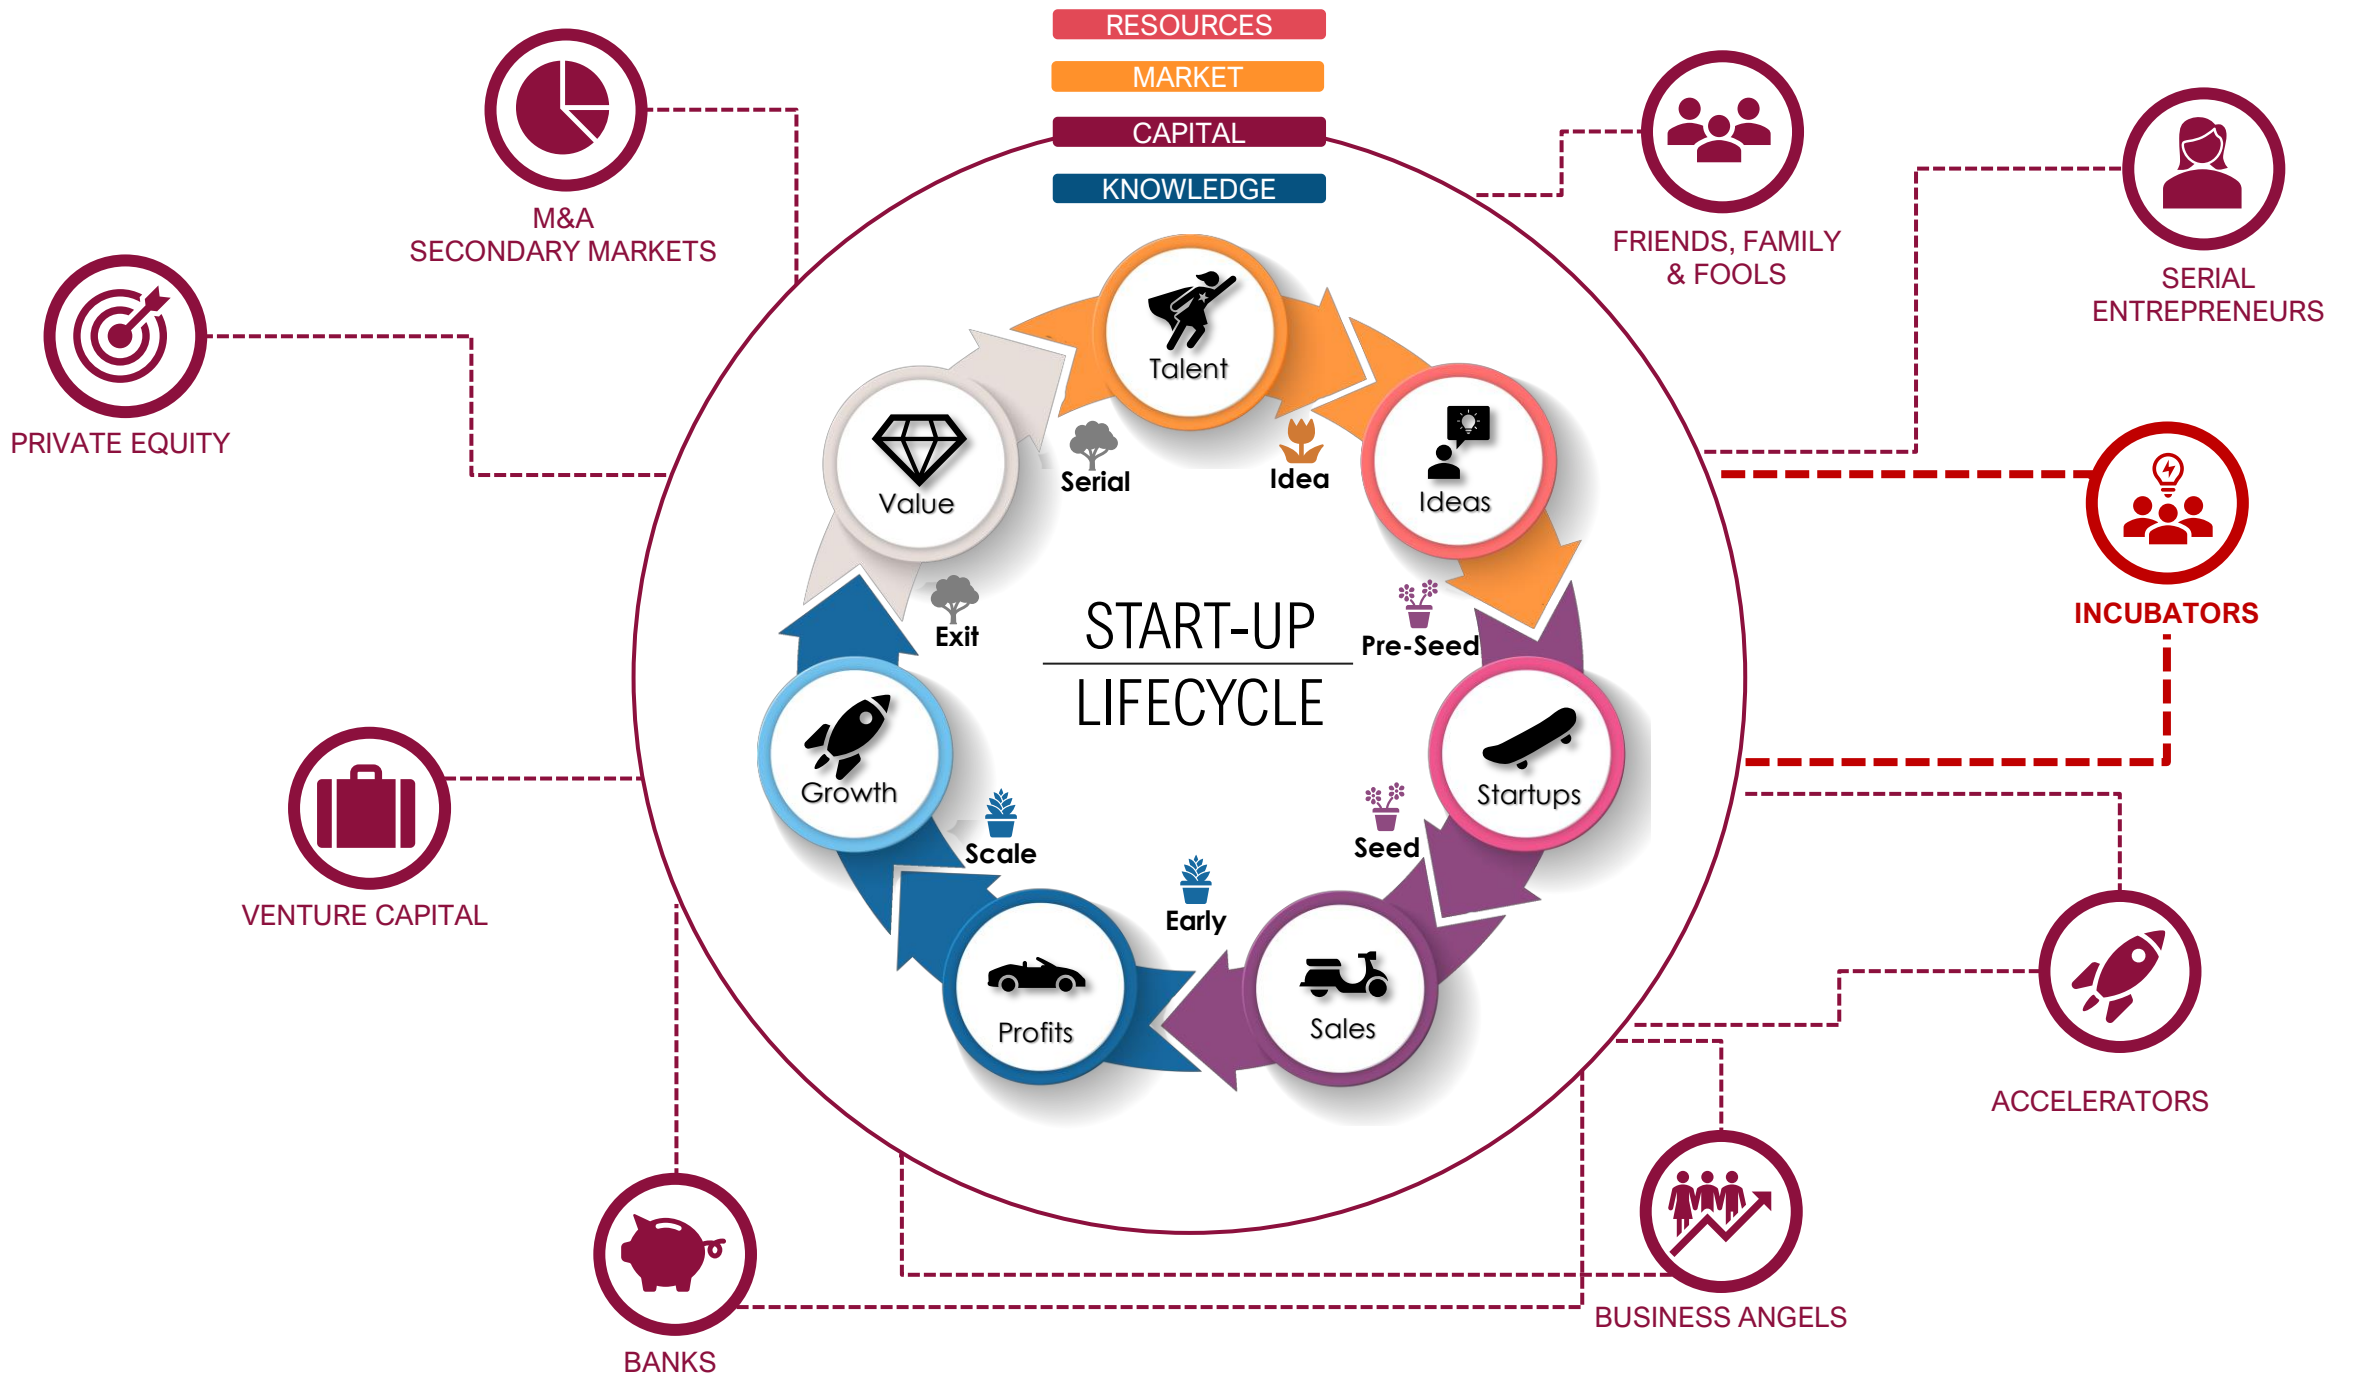 RESOURCES
MARKET
CAPITAL
KNOWLEDGE
M&A
SECONDARY MARKETS
FRIENDS, FAMILY
& FOOLS
SERIAL
ENTREPRENEURS
PRIVATE EQUITY
INCUBATORS
VENTURE CAPITAL
ACCELERATORS
BUSINESS ANGELS
BANKS
Talent
Idea
Ideas
Pre-Seed
Startups
Seed
Sales
Early
Profits
Scale
Growth
Exit
Value
Serial
START-UP
LIFECYCLE